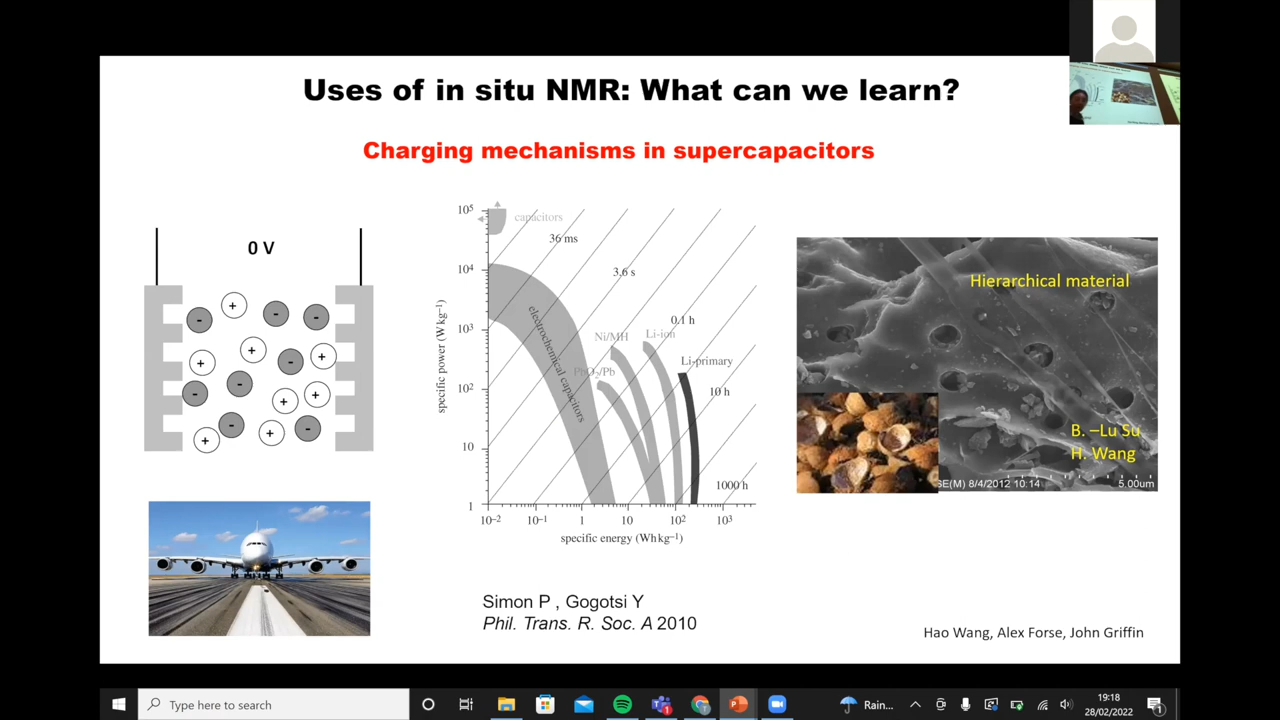 Uses of in situ NMR: What can we learn?
Charging mechanisms in supercapacitors
0 V
+
-
-
-
+
+
-
+
-
-
+
+
+
-
+
-
10⁵
10⁴
10³
10²
10
1
specific power (W kg⁻¹)
capacitors
36 ms
3.6 s
0.1 h
10 h
1000 h
electrochemical capacitors
PbO₂/Pb
Ni/MH
Li-ion
Li-primary
10⁻²
10⁻¹
1
10
10²
10³
specific energy (Wh kg⁻¹)
Simon P , Gogotsi Y
Phil. Trans. R. Soc. A 2010
Hierarchical material
B. –Lu Su
H. Wang
SE(M) 8/4/2012 10:14
5.00um
Hao Wang, Alex Forse, John Griffin
Type here to search
Rain...
19:18
28/02/2022